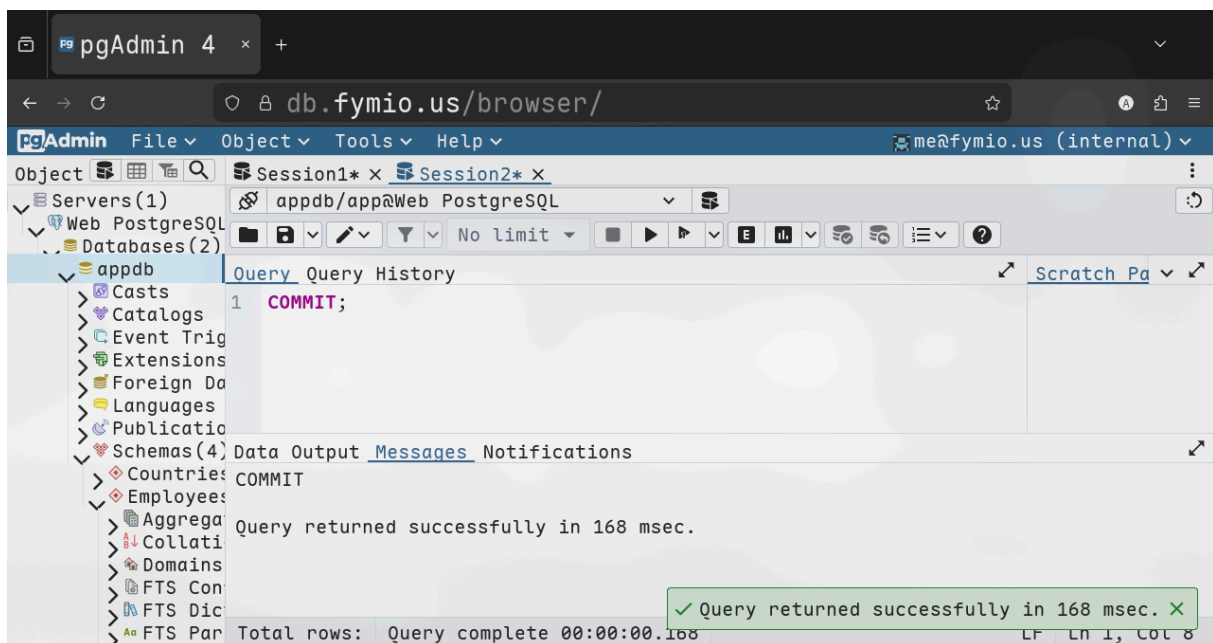 pgAdmin 4
db.fymio.us/browser/
pgAdmin File Object Tools Help me@fymio.us (internal)
Object Session1* Session2*
Servers(1)
appdb/app@Web PostgreSQL
Web PostgreSQL
No limit
Databases(2)
appdb
Query Query History Scratch Pa
Casts
1 COMMIT;
Catalogs
Event Trig
Extensions
Foreign Da
Languages
Publicatio
Schemas(4)
Data Output Messages Notifications
Countries
COMMIT
Employees
Aggrega
Query returned successfully in 168 msec.
Collati
Domains
FTS Con
FTS Dic
Query returned successfully in 168 msec.
FTS Par
Total rows: Query complete 00:00:00.168 LF Ln 1, Col 8